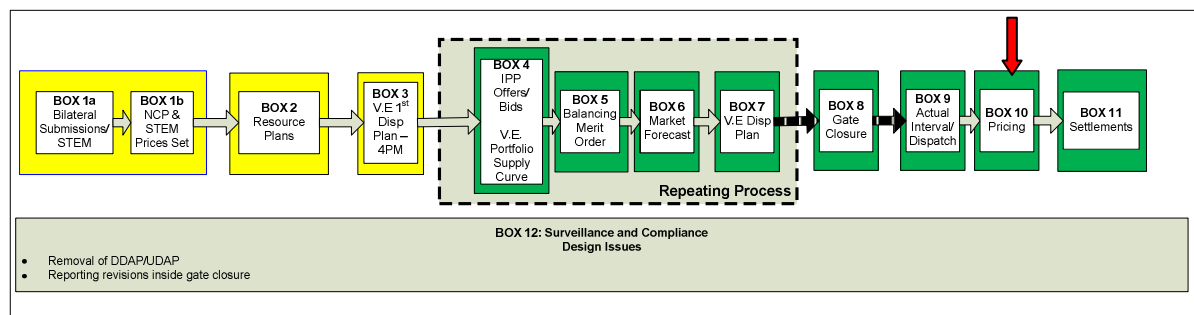 BOX 1a
Bilateral
Submissions/
STEM
BOX 1b
NCP &
STEM
Prices Set
BOX 2
Resource
Plans
BOX 3
V.E 1st
Disp
Plan –
4PM
BOX 4
IPP
Offers/
Bids
V.E.
Portfolio
Supply
Curve
BOX 5
Balancing
Merit
Order
BOX 6
Market
Forecast
BOX 7
V.E Disp
Plan
Repeating Process
BOX 8
Gate
Closure
BOX 9
Actual
Interval/
Dispatch
BOX 10
Pricing
BOX 11
Settlements
BOX 12: Surveillance and Compliance
Design Issues
● Removal of DDAP/UDAP
● Reporting revisions inside gate closure